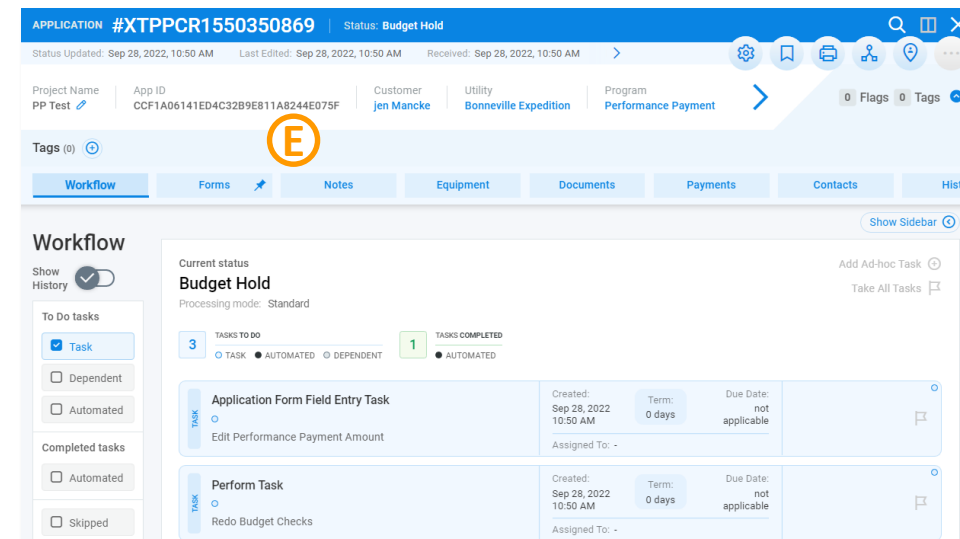 APPLICATION #XTPPCR1550350869 Status: Budget Hold
Status Updated: Sep 28, 2022, 10:50 AM Last Edited: Sep 28, 2022, 10:50 AM Received: Sep 28, 2022, 10:50 AM
Project Name App ID Customer Utility Program
PP Test CCF1A06141ED4C32B9E811A8244E075F jen Mancke Bonneville Expedition Performance Payment 0 Flags 0 Tags
E
Tags (0)
Workflow Forms Notes Equipment Documents Payments Contacts Hist
Show Sidebar
Workflow
Show
History
To Do tasks
Task
Dependent
Automated
Completed tasks
Automated
Skipped
Current status
Budget Hold
Processing mode: Standard
Add Ad-hoc Task
Take All Tasks
3 TASKS TO DO
TASK AUTOMATED DEPENDENT
1 TASKS COMPLETED
AUTOMATED
TASK
Application Form Field Entry Task
Edit Performance Payment Amount
Created:
Sep 28, 2022
10:50 AM
Term:
0 days
Due Date:
not
applicable
Assigned To: -
TASK
Perform Task
Redo Budget Checks
Created:
Sep 28, 2022
10:50 AM
Term:
0 days
Due Date:
not
applicable
Assigned To: -